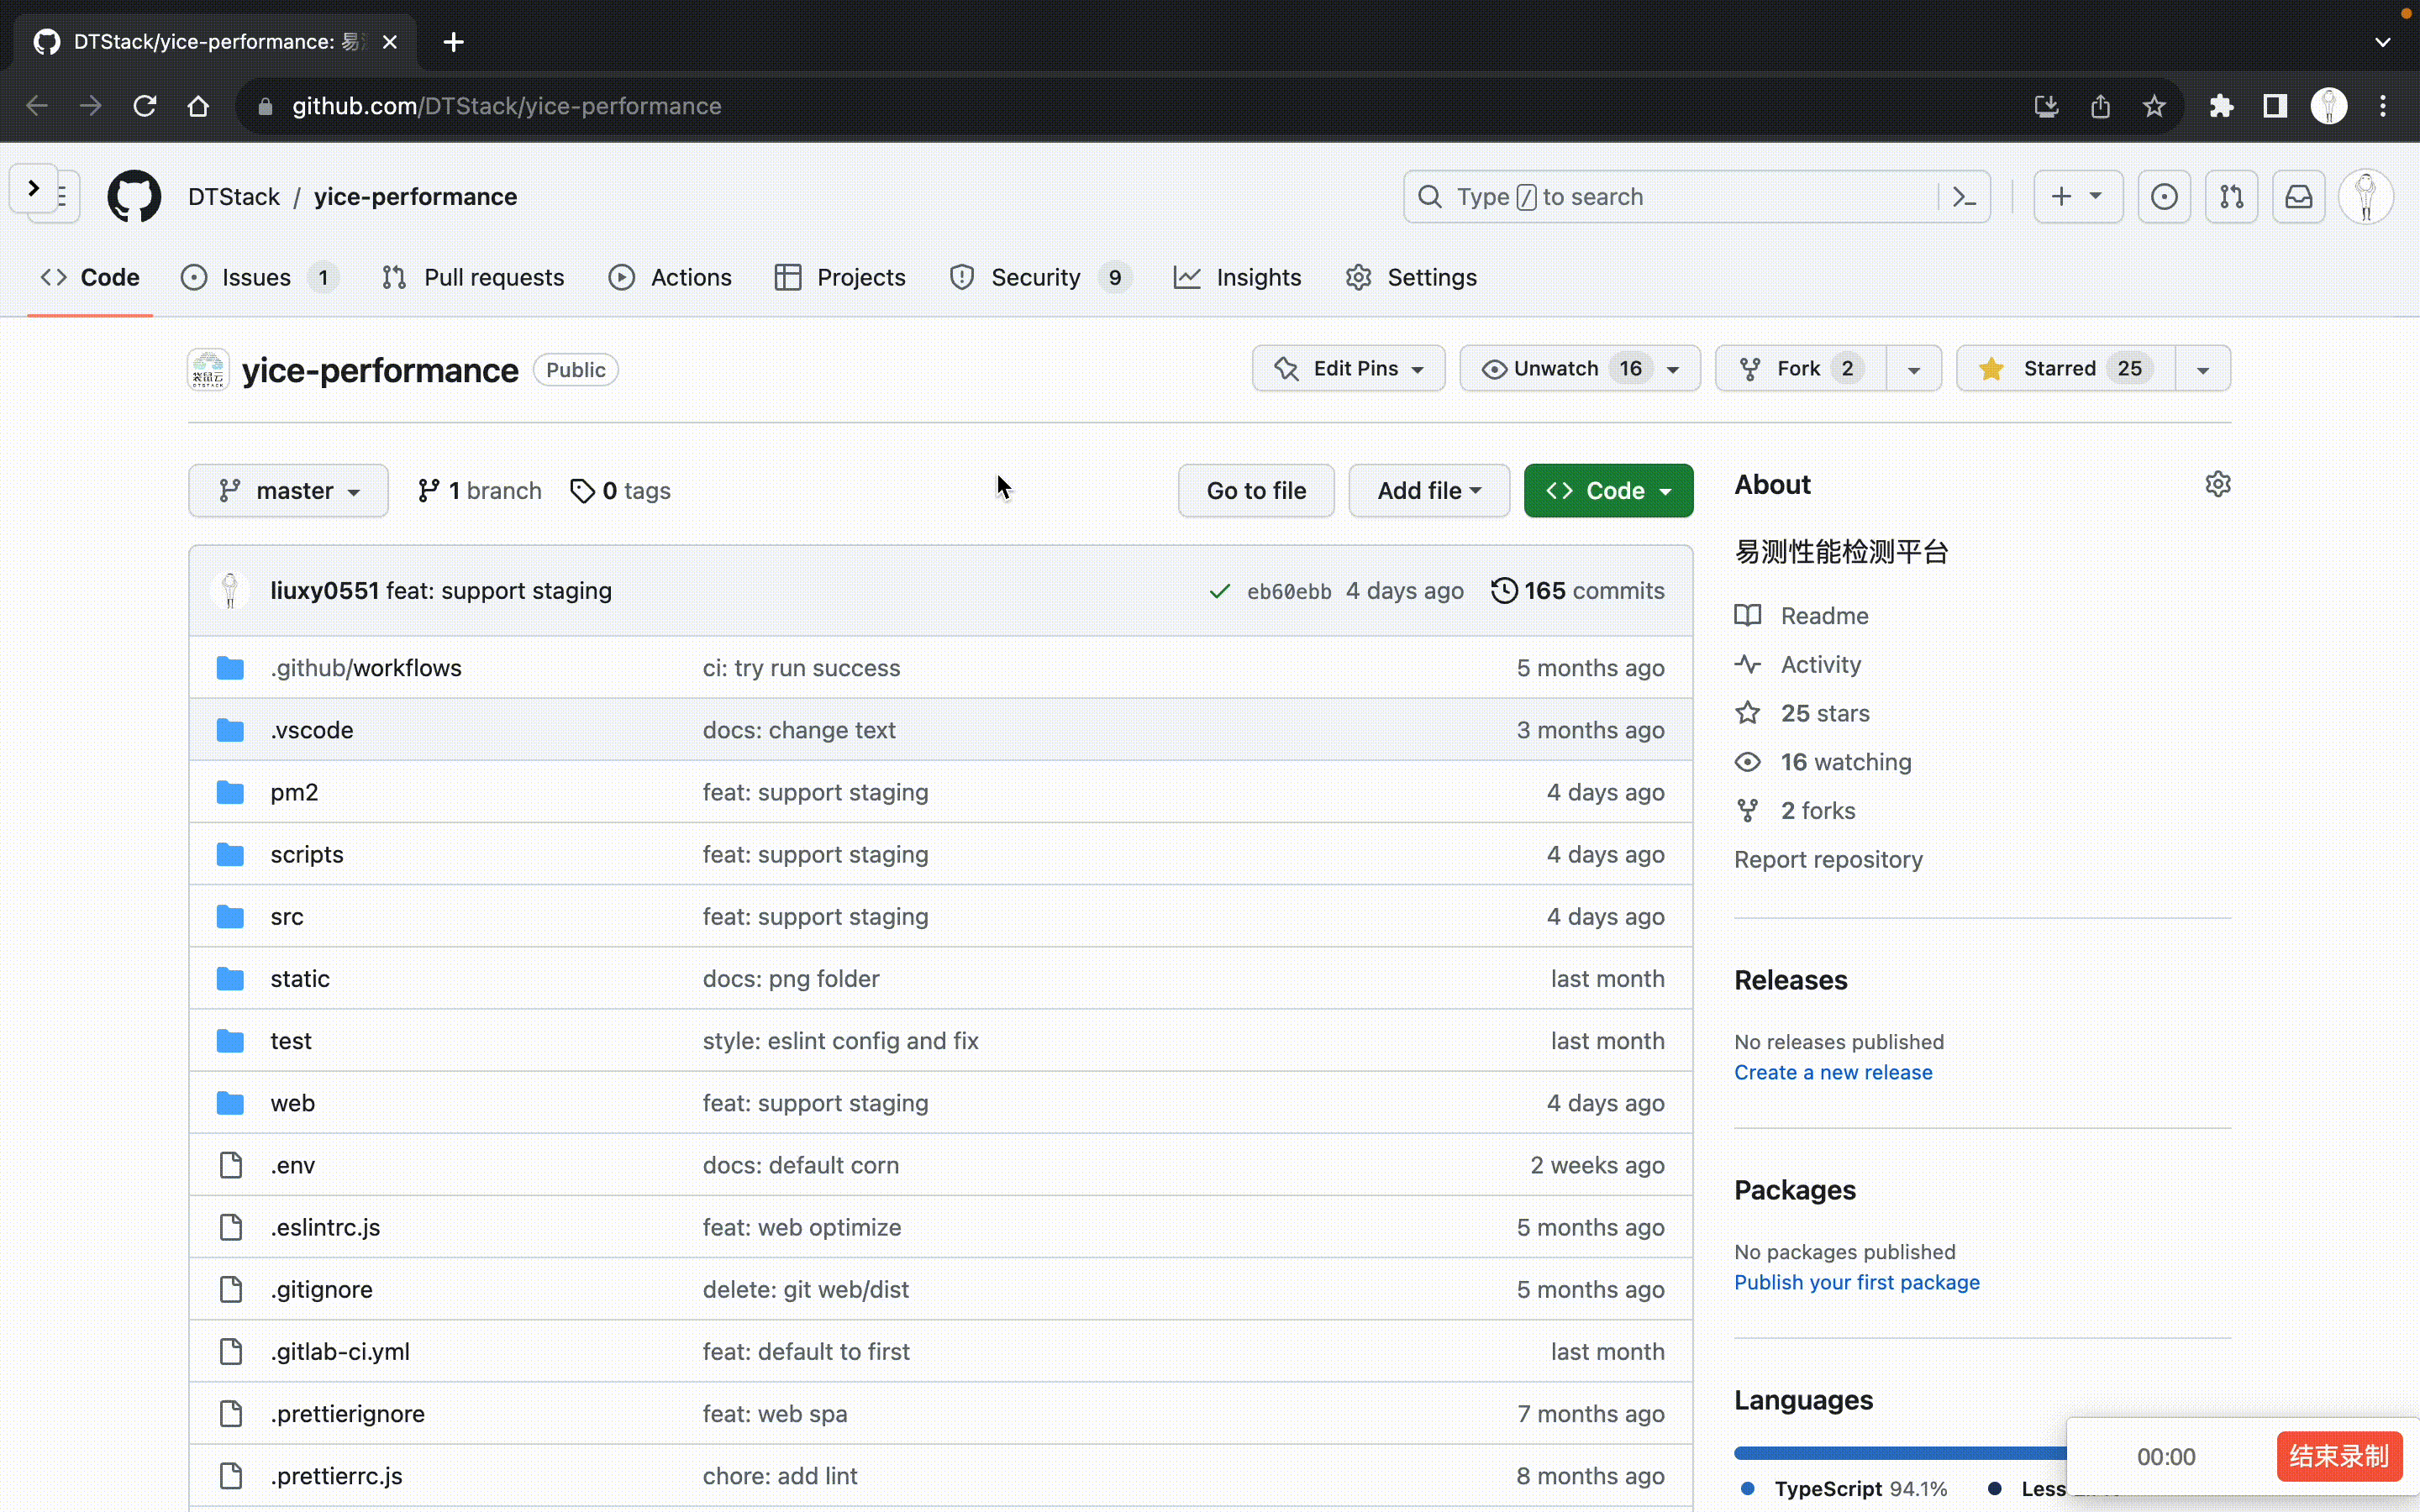 DTStack/yice-performance: 易
github.com/DTStack/yice-performance
DTStack / yice-performance
Type / to search
Code
Issues 1
Pull requests
Actions
Projects
Security 9
Insights
Settings
yice-performance Public
Edit Pins
Unwatch 16
Fork 2
Starred 25
master
1 branch
0 tags
Go to file
Add file
Code
liuxy0551 feat: support staging eb60ebb 4 days ago 165 commits
.github/workflows ci: try run success 5 months ago
.vscode docs: change text 3 months ago
pm2 feat: support staging 4 days ago
scripts feat: support staging 4 days ago
src feat: support staging 4 days ago
static docs: png folder last month
test style: eslint config and fix last month
web feat: support staging 4 days ago
.env docs: default corn 2 weeks ago
.eslintrc.js feat: web optimize 5 months ago
.gitignore delete: git web/dist 5 months ago
.gitlab-ci.yml feat: default to first last month
.prettierignore feat: web spa 7 months ago
.prettierrc.js chore: add lint 8 months ago
About
易测性能检测平台
Readme
Activity
25 stars
16 watching
2 forks
Report repository
Releases
No releases published
Create a new release
Packages
No packages published
Publish your first package
Languages
TypeScript 94.1% Less
00:00 结束录制